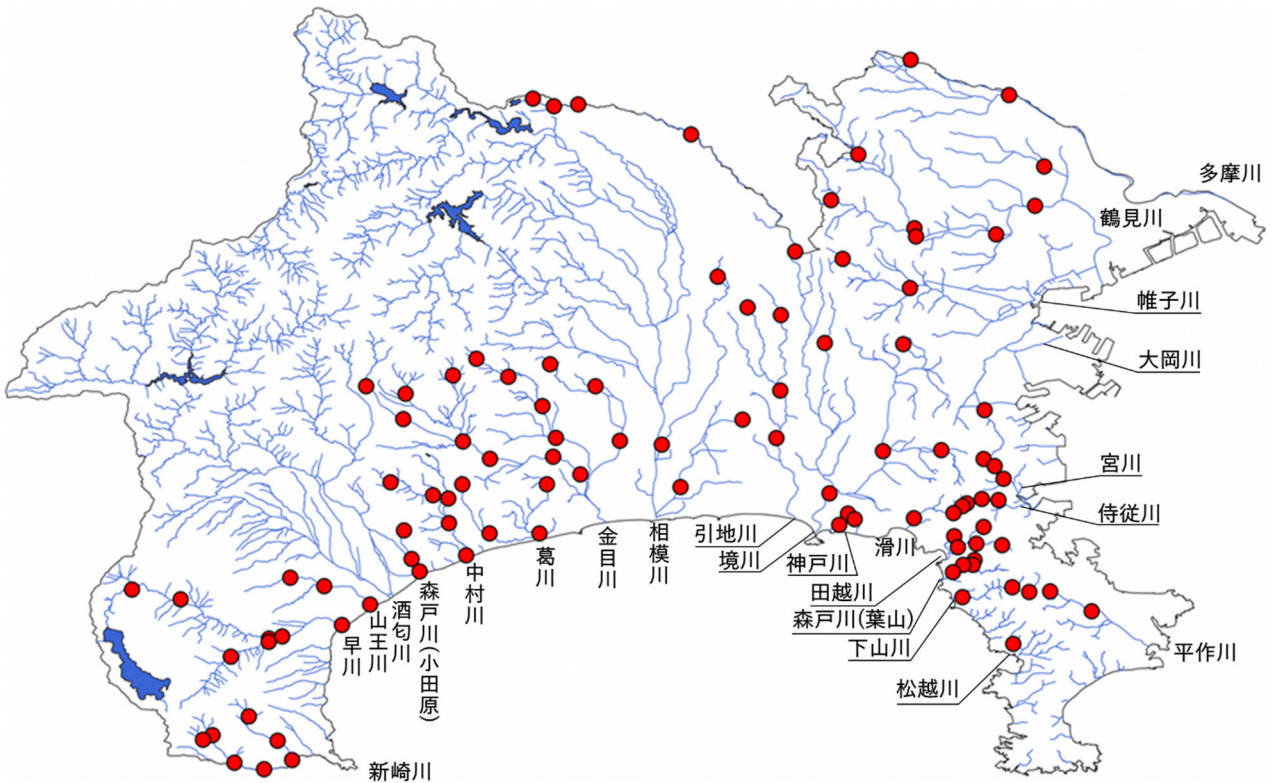 多摩川
鶴見川
帷子川
大岡川
宮川
侍従川
平作川
松越川
下山川
森戸川(葉山)
田越川
滑川
神戸川
境川
引地川
相模川
金目川
葛川
中村川
森戸川(小田原)
酒匂川
山王川
早川
新崎川